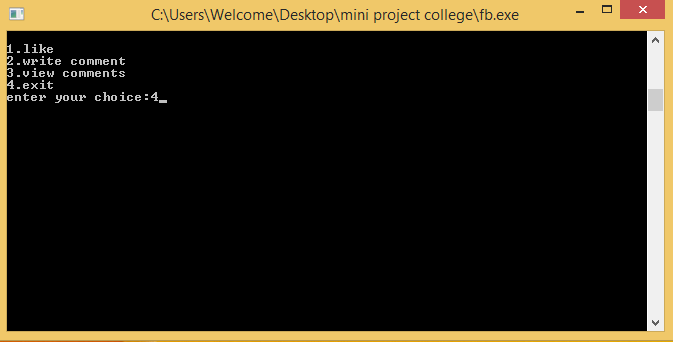 C:\Users\Welcome\Desktop\mini project college\fb.exe
1.like
2.write comment
3.view comments
4.exit
enter your choice:4_